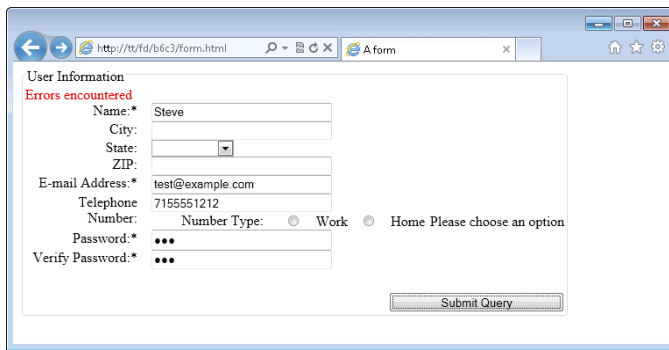 http://tt/fd/b6c3/form.html
A form
User Information
Errors encountered
Name:* Steve
City:
State:
ZIP:
E-mail Address:* test@example.com
Telephone 7155551212
Number: Number Type: Work Home Please choose an option
Password:* •••
Verify Password:* •••
Submit Query